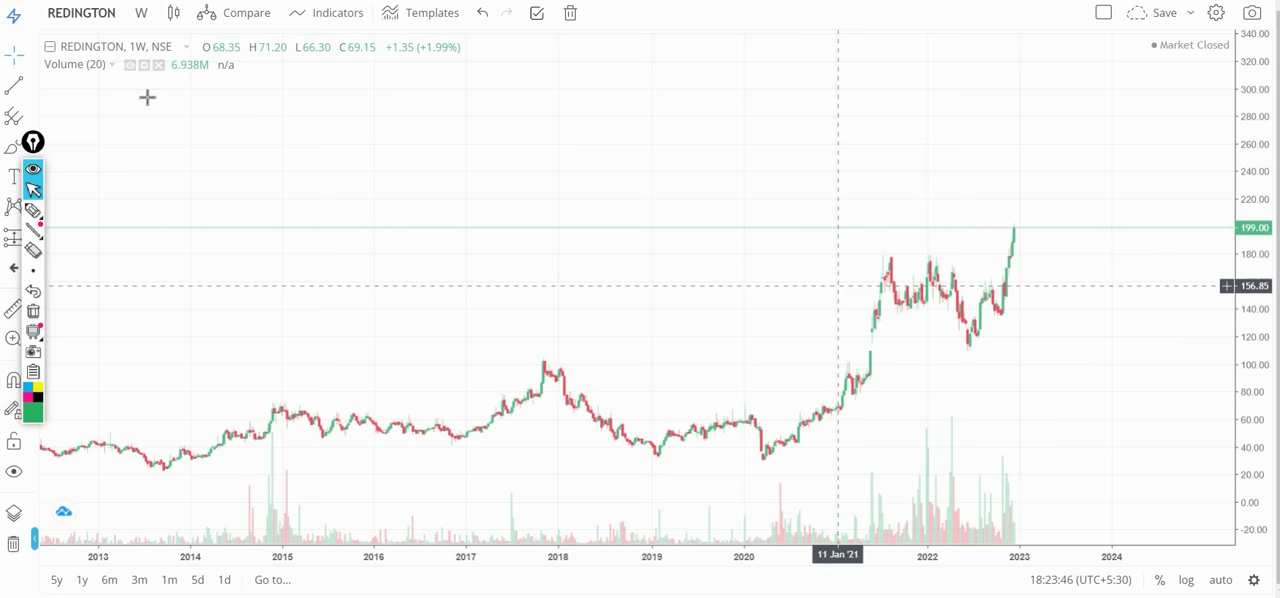 REDINGTON W Compare Indicators Templates Save
REDINGTON, 1W, NSE O68.35 H71.20 L66.30 C69.15 +1.35 (+1.99%)
Market Closed
Volume (20) 6.938M n/a
T
340.00
320.00
300.00
280.00
260.00
240.00
220.00
199.00
180.00
156.85
140.00
120.00
100.00
80.00
60.00
40.00
20.00
0.00
-20.00
2013 2014 2015 2016 2017 2018 2019 2020 11 Jan '21 2022 2023 2024
5y 1y 6m 3m 1m 5d 1d Go to... 18:23:46 (UTC+5:30) % log auto